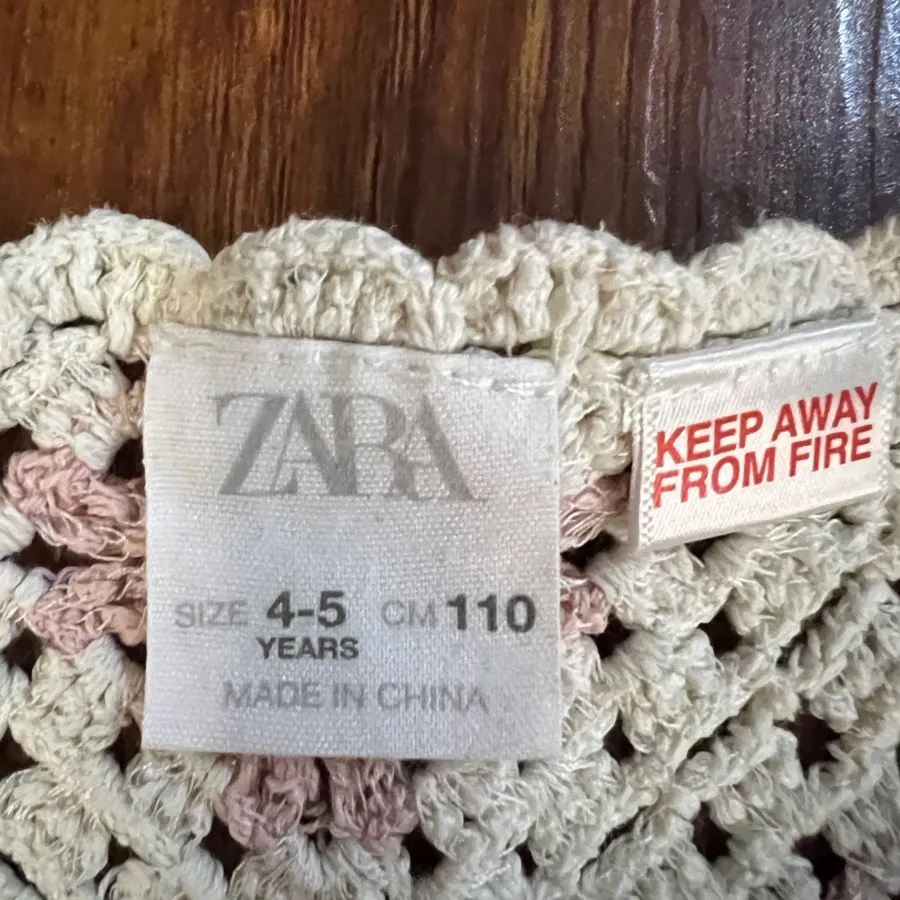 ZARA
SIZE 4-5 CM 110
YEARS
MADE IN CHINA
KEEP AWAY
FROM FIRE